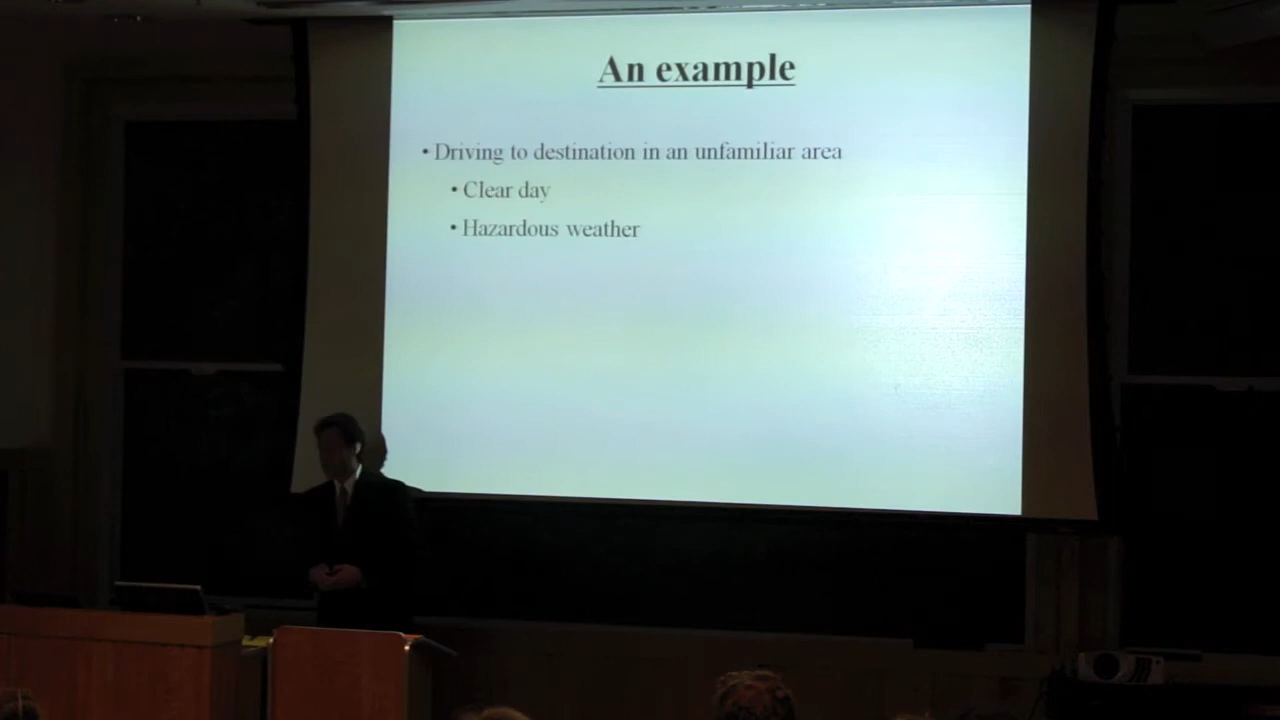 An example
• Driving to destination in an unfamiliar area
• Clear day
• Hazardous weather